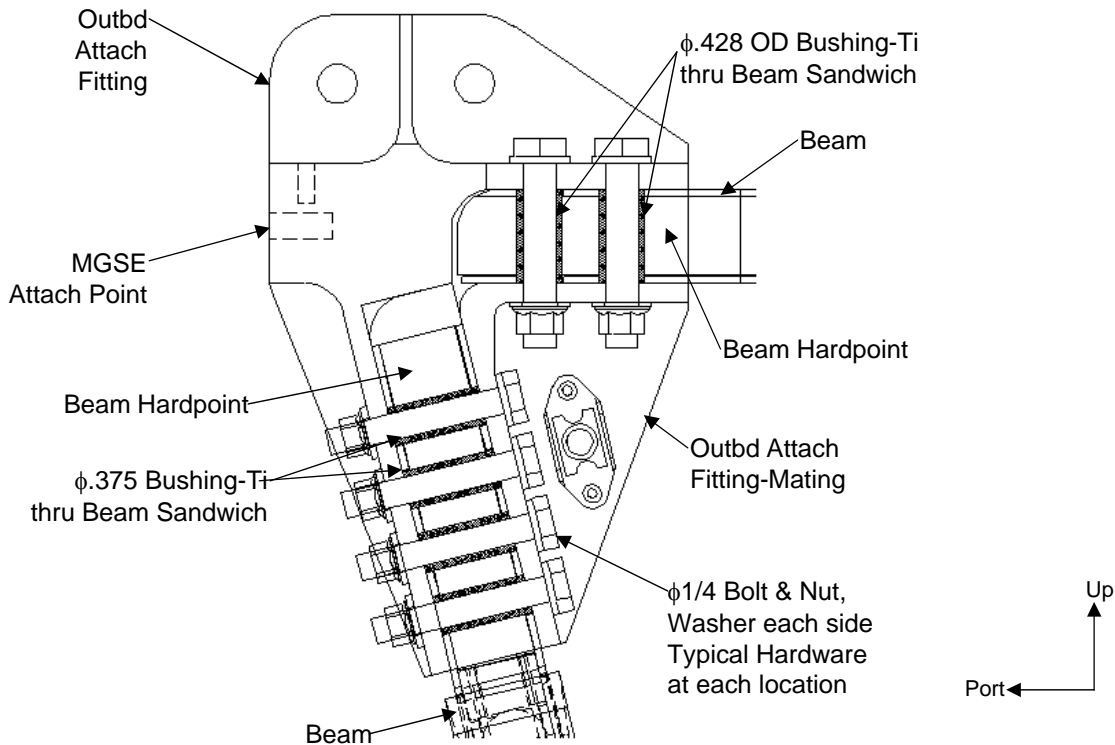 Outbd
Attach
Fitting
ϕ.428 OD Bushing-Ti
thru Beam Sandwich
Beam
MGSE
Attach Point
Beam Hardpoint
Beam Hardpoint
Outbd Attach
Fitting-Mating
ϕ.375 Bushing-Ti
thru Beam Sandwich
ϕ1/4 Bolt & Nut,
Washer each side
Typical Hardware
at each location
Up
Port
Beam